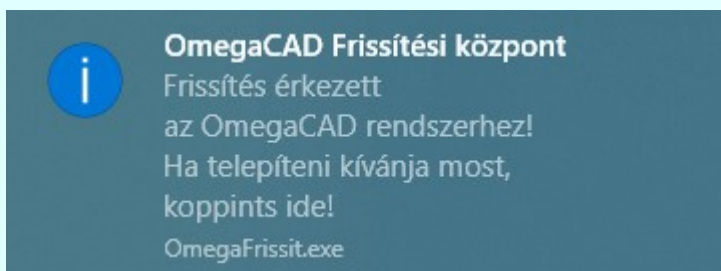 OmegaCAD Frissítési központ
Frissítés érkezett
az OmegaCAD rendszerhez!
Ha telepíteni kívánja most,
koppints ide!
OmegaFrissit.exe